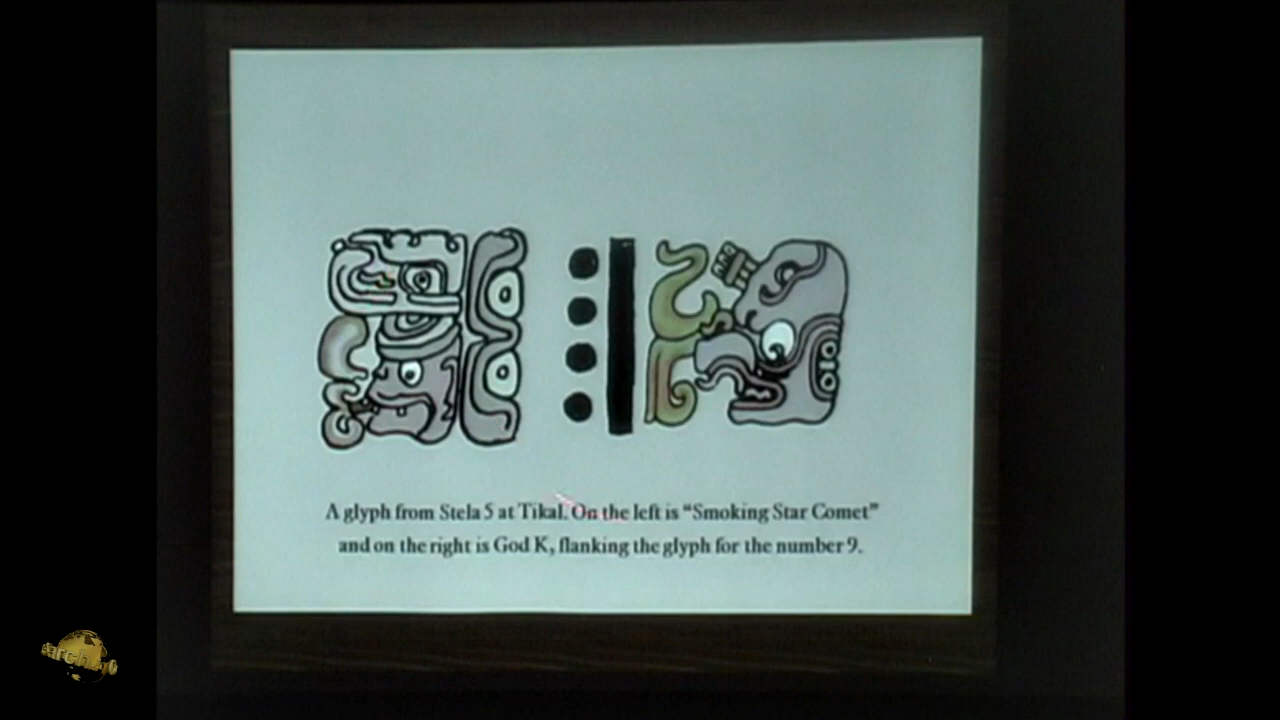 A glyph from Stela 5 at Tikal. On the left is “Smoking Star Comet”
and on the right is God K, flanking the glyph for the number 9.